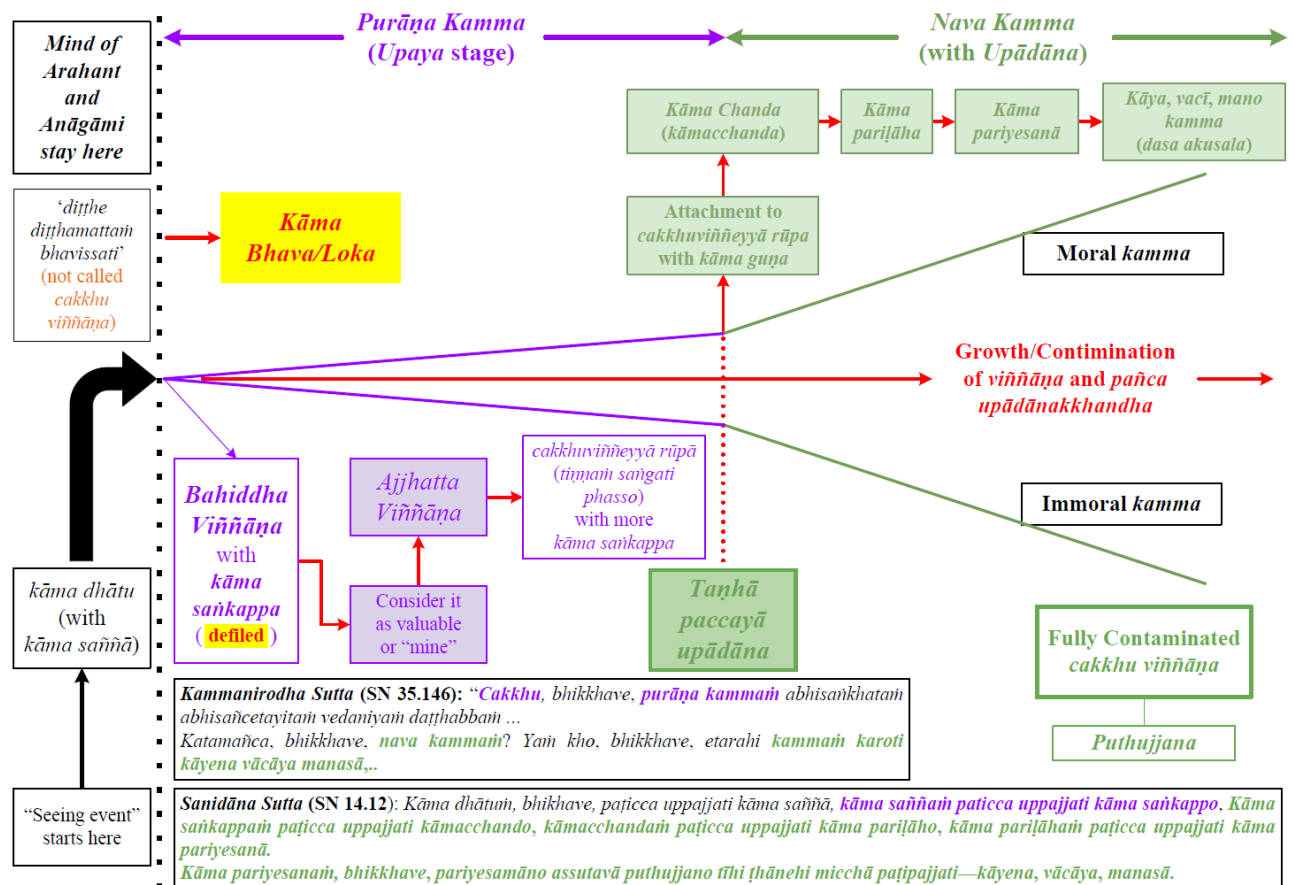 Mind of
Arahant
and
Anāgāmi
stay here
Purāṇa Kamma
(Upaya stage)
Nava Kamma
(with Upādāna)
Kāma Chanda
(kāmacchanda)
Kāma
pariḷāha
Kāma
pariyesanā
Kāya, vacī, mano
kamma
(dasa akusala)
‘diṭṭhe
diṭṭhamattaṁ
bhavissati’
(not called
cakkhu
viññāṇa)
Kāma
Bhava/Loka
Attachment to
cakkhuviññeyyā rūpa
with kāma guṇa
Moral kamma
Growth/Contimination
of viññāṇa and pañca
upādānakkhandha
Bahiddha
Viññāṇa
with
kāma
saṅkappa
( defiled )
Ajjhatta
Viññāṇa
Consider it
as valuable
or “mine”
cakkhuviññeyyā rūpā
(tiṇṇaṁ saṅgati
phasso)
with more
kāma saṅkappa
Immoral kamma
kāma dhātu
(with
kāma saññā)
Taṇhā
paccayā
upādāna
Fully Contaminated
cakkhu viññāṇa
Puthujjana
Kammanirodha Sutta (SN 35.146): “Cakkhu, bhikkhave, purāṇa kammaṁ abhisaṅkhataṁ
abhisañcetayitaṁ vedaniyaṁ daṭṭhabbaṁ ...
Katamañca, bhikkhave, nava kammaṁ? Yaṁ kho, bhikkhave, etarahi kammaṁ karoti
kāyena vācāya manasā,..
“Seeing event”
starts here
Sanidāna Sutta (SN 14.12): Kāma dhātuṁ, bhikhave, paṭicca uppajjati kāma saññā, kāma saññaṁ paticca uppajjati kāma saṅkappo, Kāma
saṅkappaṁ paṭicca uppajjati kāmacchando, kāmacchandaṁ paṭicca uppajjati kāma pariḷāho, kāma pariḷāhaṁ paṭicca uppajjati kāma
pariyesanā.
Kāma pariyesanaṁ, bhikkhave, pariyesamāno assutavā puthujjano tīhi ṭhānehi micchā paṭipajjati—kāyena, vācāya, manasā.